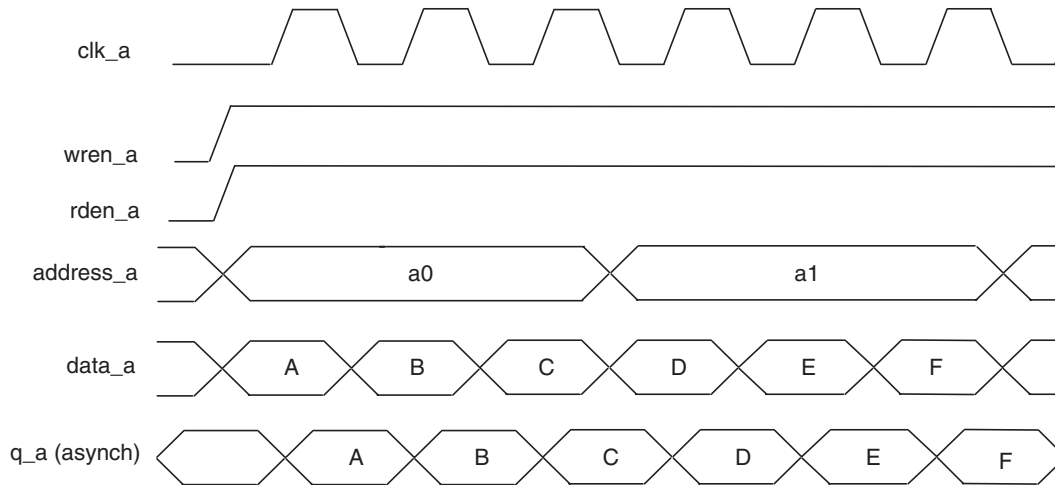 clk_a
wren_a
rden_a
address_a a0 a1
data_a A B C D E F
q_a (asynch) A B C D E F